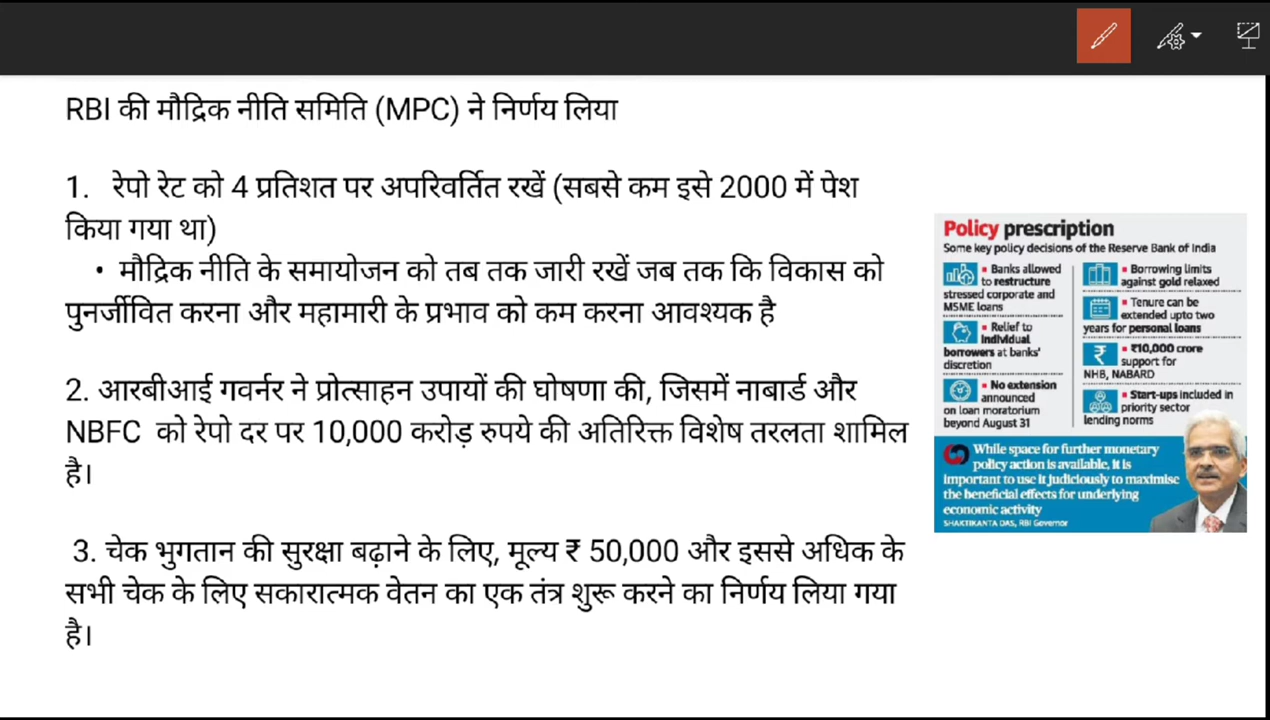 RBI की मौद्रिक नीति समिति (MPC) ने निर्णय लिया
1. रेपो रेट को 4 प्रतिशत पर अपरिवर्तित रखें (सबसे कम इसे 2000 में पेश
किया गया था)
• मौद्रिक नीति के समायोजन को तब तक जारी रखें जब तक कि विकास को
पुनर्जीवित करना और महामारी के प्रभाव को कम करना आवश्यक है
2. आरबीआई गवर्नर ने प्रोत्साहन उपायों की घोषणा की, जिसमें नाबार्ड और
NBFC को रेपो दर पर 10,000 करोड़ रुपये की अतिरिक्त विशेष तरलता शामिल
है।
3. चेक भुगतान की सुरक्षा बढ़ाने के लिए, मूल्य ₹ 50,000 और इससे अधिक के
सभी चेक के लिए सकारात्मक वेतन का एक तंत्र शुरू करने का निर्णय लिया गया
है।
Policy prescription
Some key policy decisions of the Reserve Bank of India
▪ Banks allowed
to restructure
stressed corporate and
MSME loans
▪ Relief to
individual
borrowers at banks'
discretion
▪ No extension
announced
on loan moratorium
beyond August 31
▪ Borrowing limits
against gold relaxed
▪ Tenure can be
extended upto two
years for personal loans
▪ ₹10,000 crore
support for
NHB, NABARD
▪ Start-ups included in
priority sector
lending norms
While space for further monetary
policy action is available, it is
important to use it judiciously to maximise
the beneficial effects for underlying
economic activity
SHAKTIKANTA DAS, RBI Governor